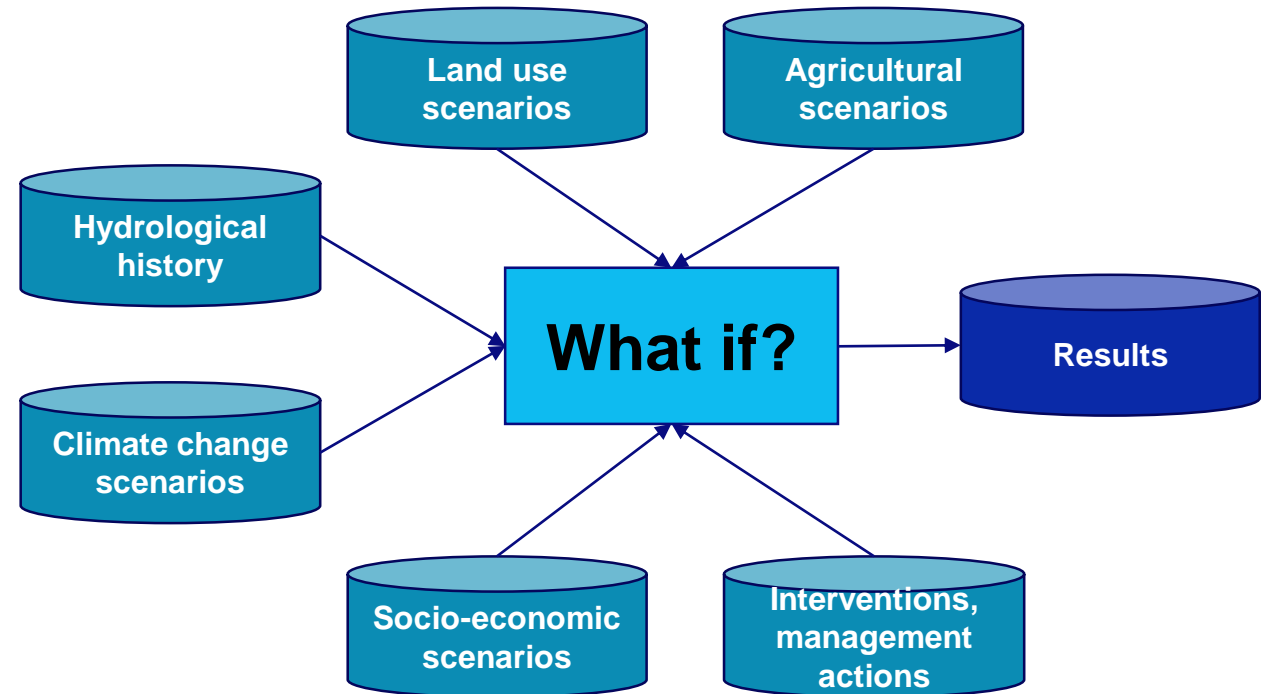 Land use
scenarios
Agricultural
scenarios
Hydrological
history
What if?
Results
Climate change
scenarios
Socio-economic
scenarios
Interventions,
management
actions